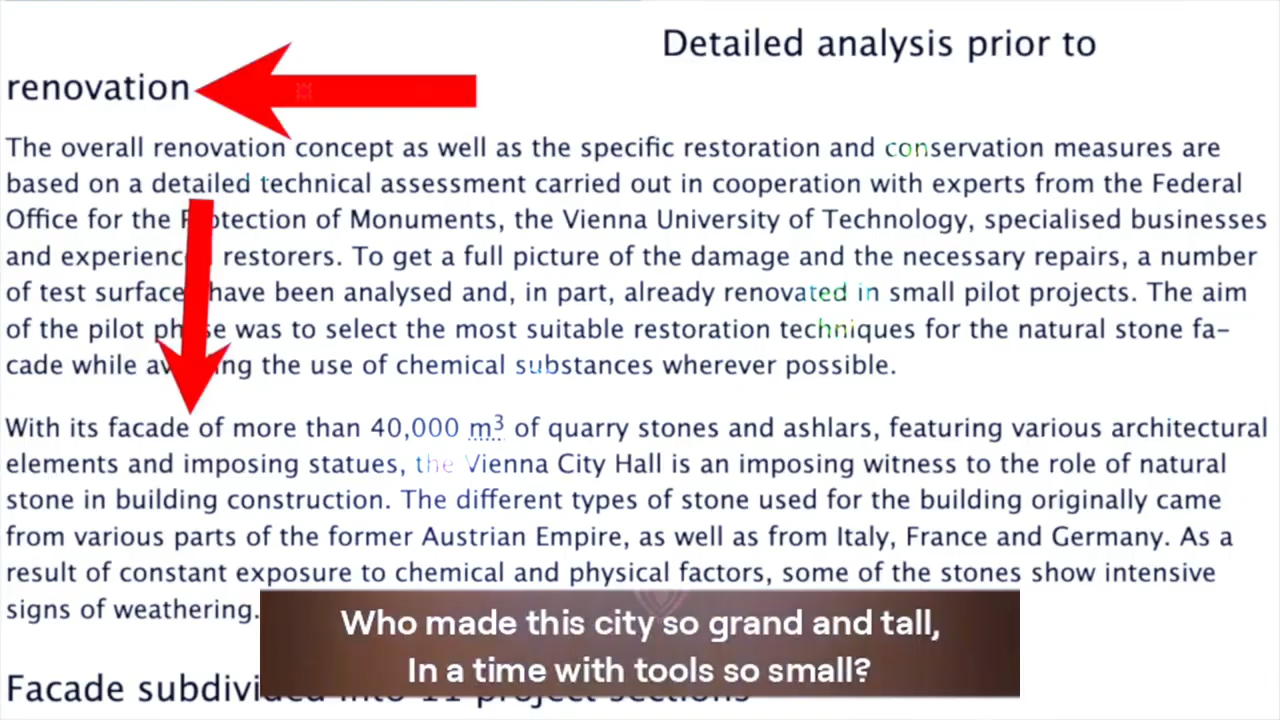 Detailed analysis prior to
renovation
The overall renovation concept as well as the specific restoration and conservation measures are
based on a detailed technical assessment carried out in cooperation with experts from the Federal
Office for the Protection of Monuments, the Vienna University of Technology, specialised businesses
and experienced restorers. To get a full picture of the damage and the necessary repairs, a number
of test surfaces have been analysed and, in part, already renovated in small pilot projects. The aim
of the pilot phase was to select the most suitable restoration techniques for the natural stone fa-
cade while avoiding the use of chemical substances wherever possible.
With its facade of more than 40,000 m³ of quarry stones and ashlars, featuring various architectural
elements and imposing statues, the Vienna City Hall is an imposing witness to the role of natural
stone in building construction. The different types of stone used for the building originally came
from various parts of the former Austrian Empire, as well as from Italy, France and Germany. As a
result of constant exposure to chemical and physical factors, some of the stones show intensive
signs of weathering.
Who made this city so grand and tall,
In a time with tools so small?
Facade subdivided into 11 project sections